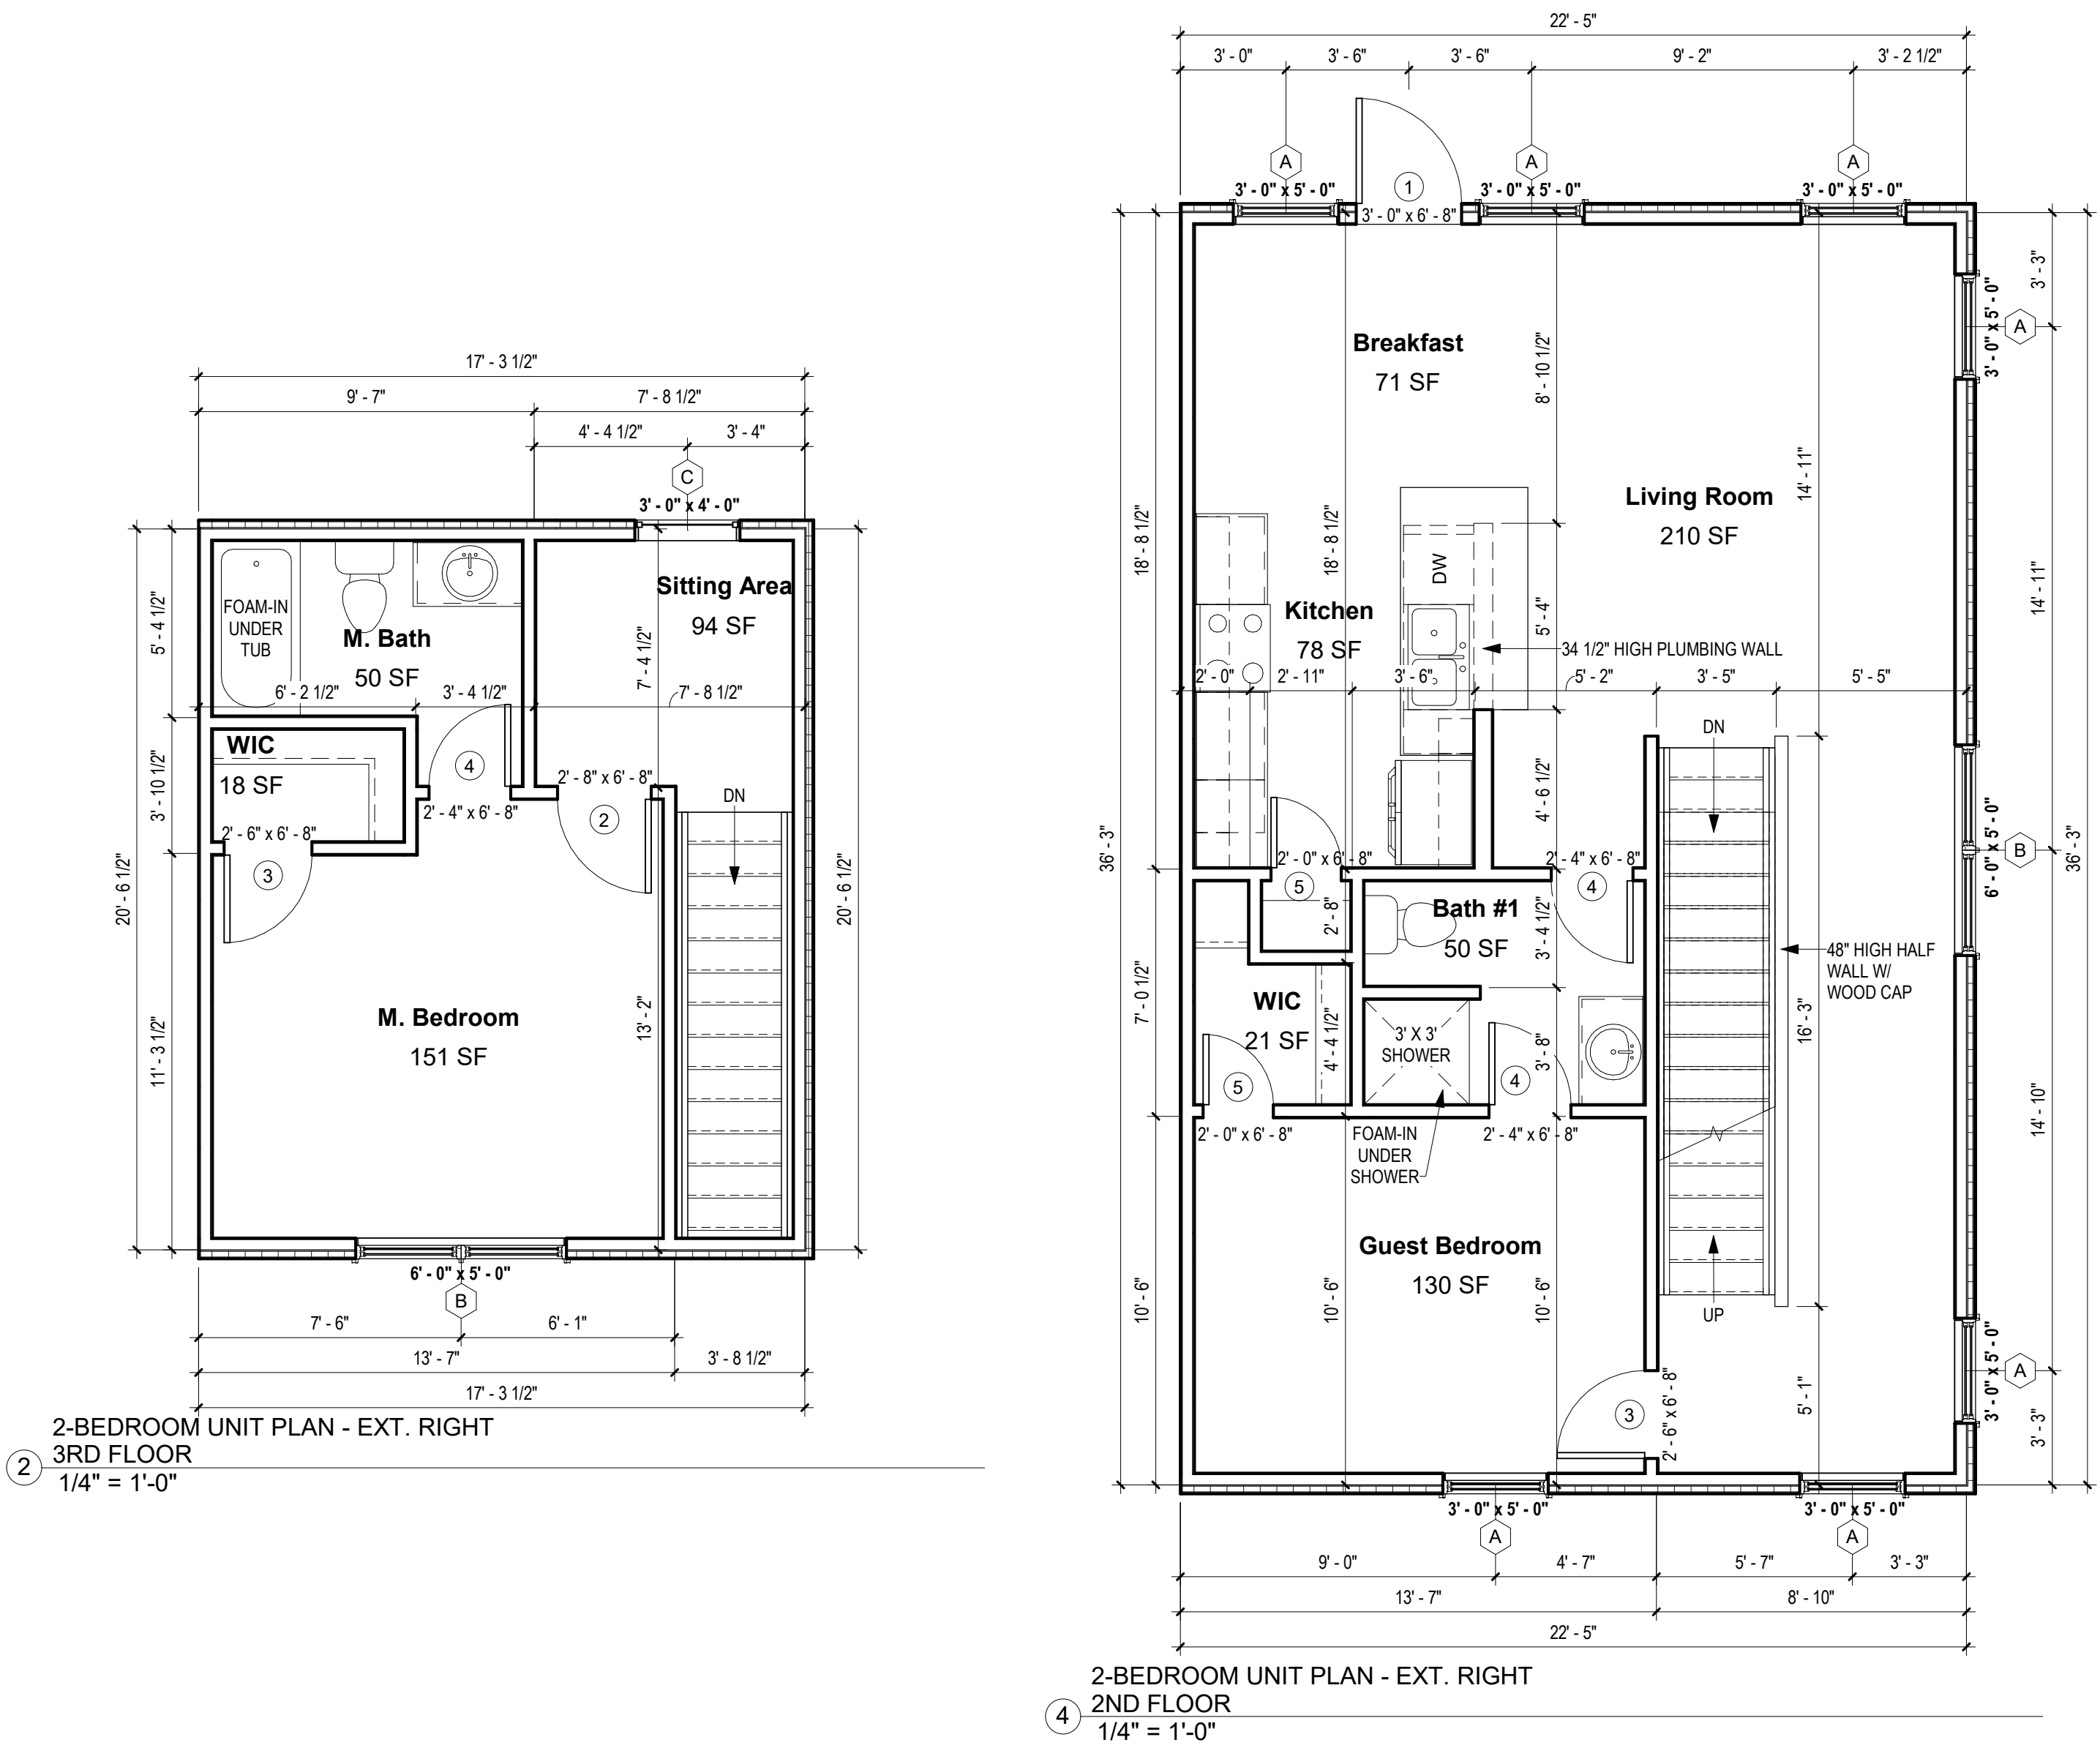 17' - 3 1/2"
9' - 7"
7' - 8 1/2"
4' - 4 1/2"
3' - 4"
C
3' - 0" x 4' - 0"
20' - 6 1/2"
5' - 4 1/2"
3' - 10 1/2"
11' - 3 1/2"
FOAM-IN
UNDER
TUB
M. Bath
50 SF
Sitting Area
94 SF
7' - 4 1/2"
6' - 2 1/2"
3' - 4 1/2"
7' - 8 1/2"
WIC
18 SF
4
2' - 4" x 6' - 8"
2' - 8" x 6' - 8"
2
DN
2' - 6" x 6' - 8"
3
M. Bedroom
151 SF
13' - 2"
20' - 6 1/2"
6' - 0" x 5' - 0"
B
7' - 6"
6' - 1"
13' - 7"
3' - 8 1/2"
17' - 3 1/2"
2-BEDROOM UNIT PLAN - EXT. RIGHT
2 3RD FLOOR
1/4" = 1'-0"
22' - 5"
3' - 0"
3' - 6"
3' - 6"
9' - 2"
3' - 2 1/2"
A
A
A
1
3' - 0" x 5' - 0"
3' - 0" x 6' - 8"
3' - 0" x 5' - 0"
3' - 0" x 5' - 0"
36' - 3"
18' - 8 1/2"
7' - 0 1/2"
10' - 6"
18' - 8 1/2"
Breakfast
71 SF
8' - 10 1/2"
Living Room
210 SF
14' - 11"
Kitchen
78 SF
DW
5' - 4"
34 1/2" HIGH PLUMBING WALL
2' - 0"
2' - 11"
3' - 6"
5' - 2"
3' - 5"
5' - 5"
DN
4' - 6 1/2"
2' - 0" x 6' - 8"
5
2' - 4" x 6' - 8"
4
2' - 8"
Bath #1
50 SF
3' - 4 1/2"
48" HIGH HALF
WALL W/
WOOD CAP
WIC
21 SF
4' - 4 1/2"
3' X 3'
SHOWER
3' - 8"
16' - 3"
5
4
2' - 0" x 6' - 8"
2' - 4" x 6' - 8"
FOAM-IN
UNDER
SHOWER
Guest Bedroom
130 SF
10' - 6"
10' - 6"
UP
5' - 1"
3
2' - 6" x 6' - 8"
3' - 3"
3' - 0" x 5' - 0"
A
14' - 11"
6' - 0" x 5' - 0"
B
36' - 3"
14' - 10"
3' - 0" x 5' - 0"
A
3' - 3"
3' - 0" x 5' - 0"
3' - 0" x 5' - 0"
A
A
9' - 0"
4' - 7"
5' - 7"
3' - 3"
13' - 7"
8' - 10"
22' - 5"
2-BEDROOM UNIT PLAN - EXT. RIGHT
4 2ND FLOOR
1/4" = 1'-0"